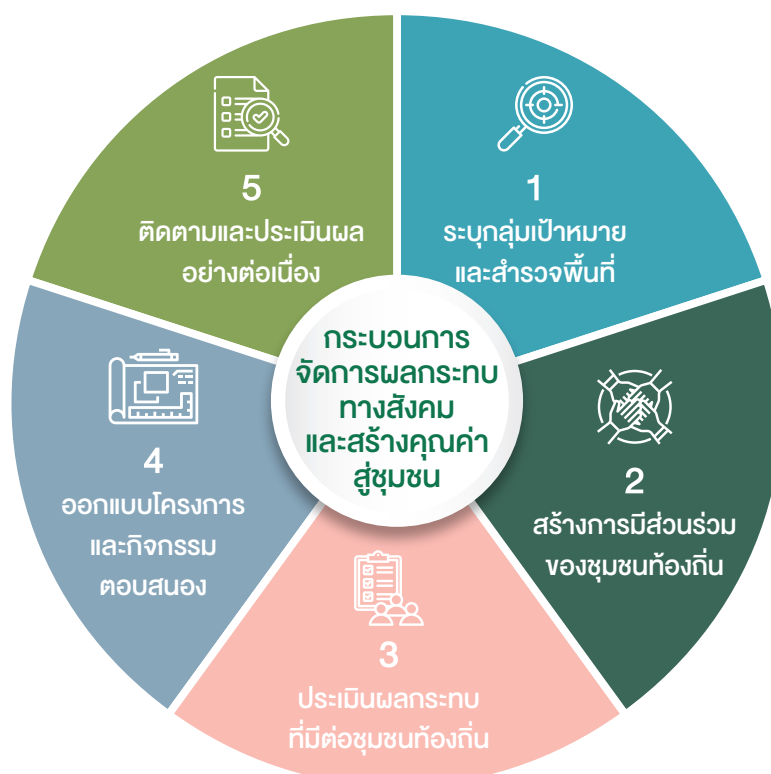 กระบวนการ
จัดการผลกระทบ
ทางสังคม
และสร้างคุณค่า
สู่ชุมชน
1
ระบุกลุ่มเป้าหมาย
และสำรวจพื้นที่
2
สร้างการมีส่วนร่วม
ของชุมชนท้องถิ่น
3
ประเมินผลกระทบ
ที่มีต่อชุมชนท้องถิ่น
4
ออกแบบโครงการ
และกิจกรรม
ตอบสนอง
5
ติดตามและประเมินผล
อย่างต่อเนื่อง